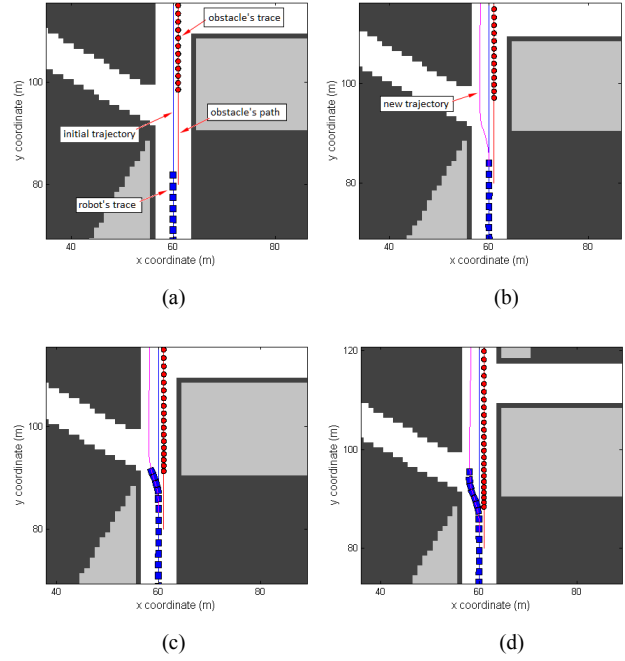 obstacle's trace
100
y coordinate (m)
initial trajectory
obstacle's path
80
robot's trace
40
60
80
x coordinate (m)
(a)
100
y coordinate (m)
new trajectory
80
40
60
80
x coordinate (m)
(b)
100
y coordinate (m)
80
40
60
80
x coordinate (m)
(c)
120
100
y coordinate (m)
80
40
60
80
x coordinate (m)
(d)